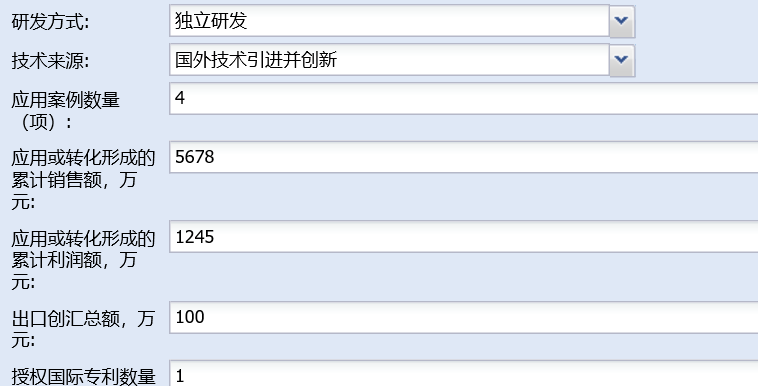 研发方式:
独立研发
技术来源:
国外技术引进并创新
应用案例数量
（项）:
4
应用或转化形成的
累计销售额，万
元:
5678
应用或转化形成的
累计利润额，万
元:
1245
出口创汇总额，万
元:
100
授权国际专利数量
1